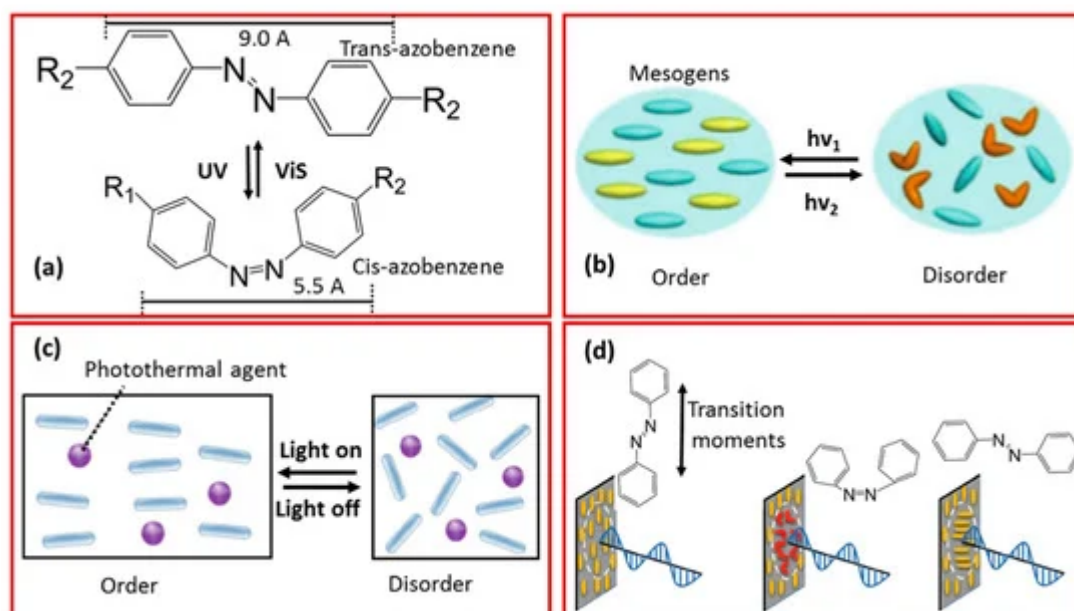 9.0 A
Trans-azobenzene
R2
N
N
R2
UV
ViS
R1
R2
N=N
Cis-azobenzene
(a)
5.5 A
Mesogens
hv1
hv2
(b)
Order
Disorder
(c)
Photothermal agent
Light on
Light off
Order
Disorder
(d)
Transition
moments
N
N
N=N
N
N